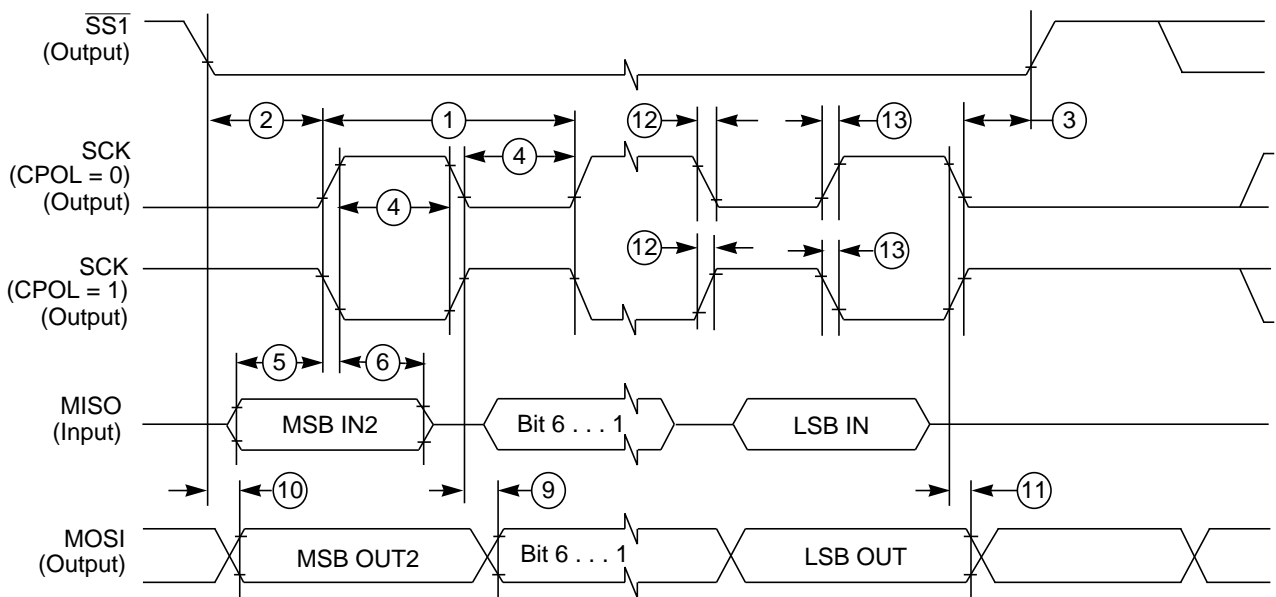 SS1
(Output)
2
1
12
13
3
SCK
(CPOL = 0)
(Output)
4
4
12
13
SCK
(CPOL = 1)
(Output)
5
6
MISO
(Input)
MSB IN2
Bit 6 . . . 1
LSB IN
10
9
11
MOSI
(Output)
MSB OUT2
Bit 6 . . . 1
LSB OUT